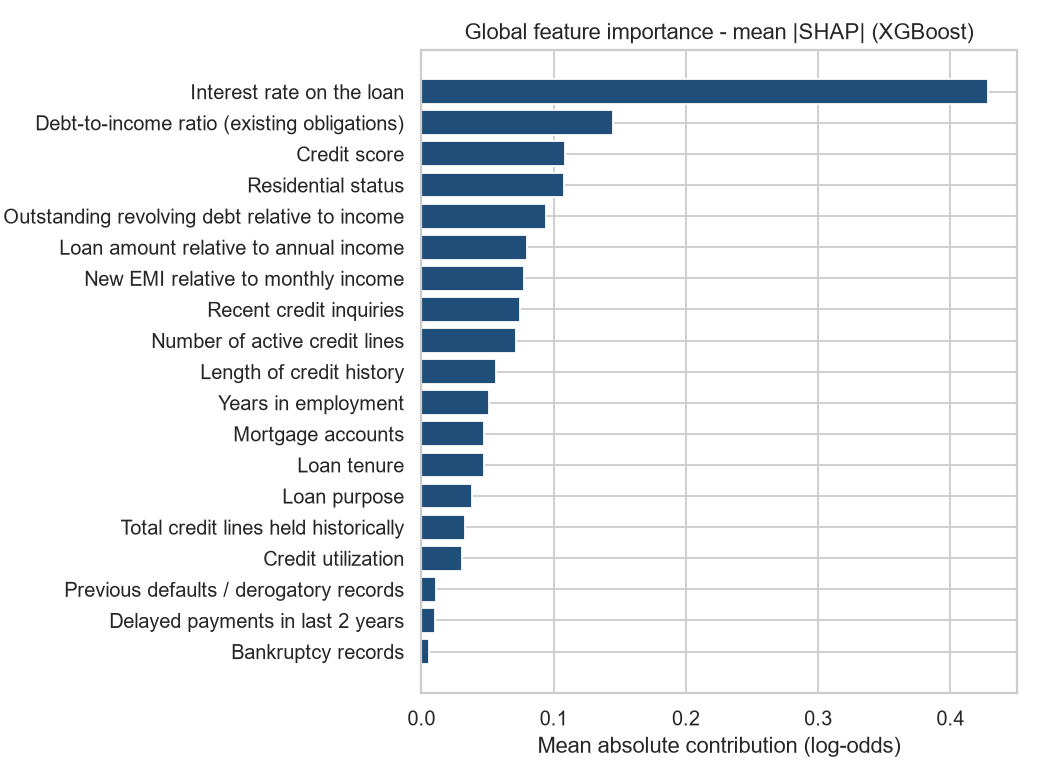 Global feature importance - mean |SHAP| (XGBoost)
Interest rate on the loan
Debt-to-income ratio (existing obligations)
Credit score
Residential status
Outstanding revolving debt relative to income
Loan amount relative to annual income
New EMI relative to monthly income
Recent credit inquiries
Number of active credit lines
Length of credit history
Years in employment
Mortgage accounts
Loan tenure
Loan purpose
Total credit lines held historically
Credit utilization
Previous defaults / derogatory records
Delayed payments in last 2 years
Bankruptcy records
0.0 0.1 0.2 0.3 0.4
Mean absolute contribution (log-odds)